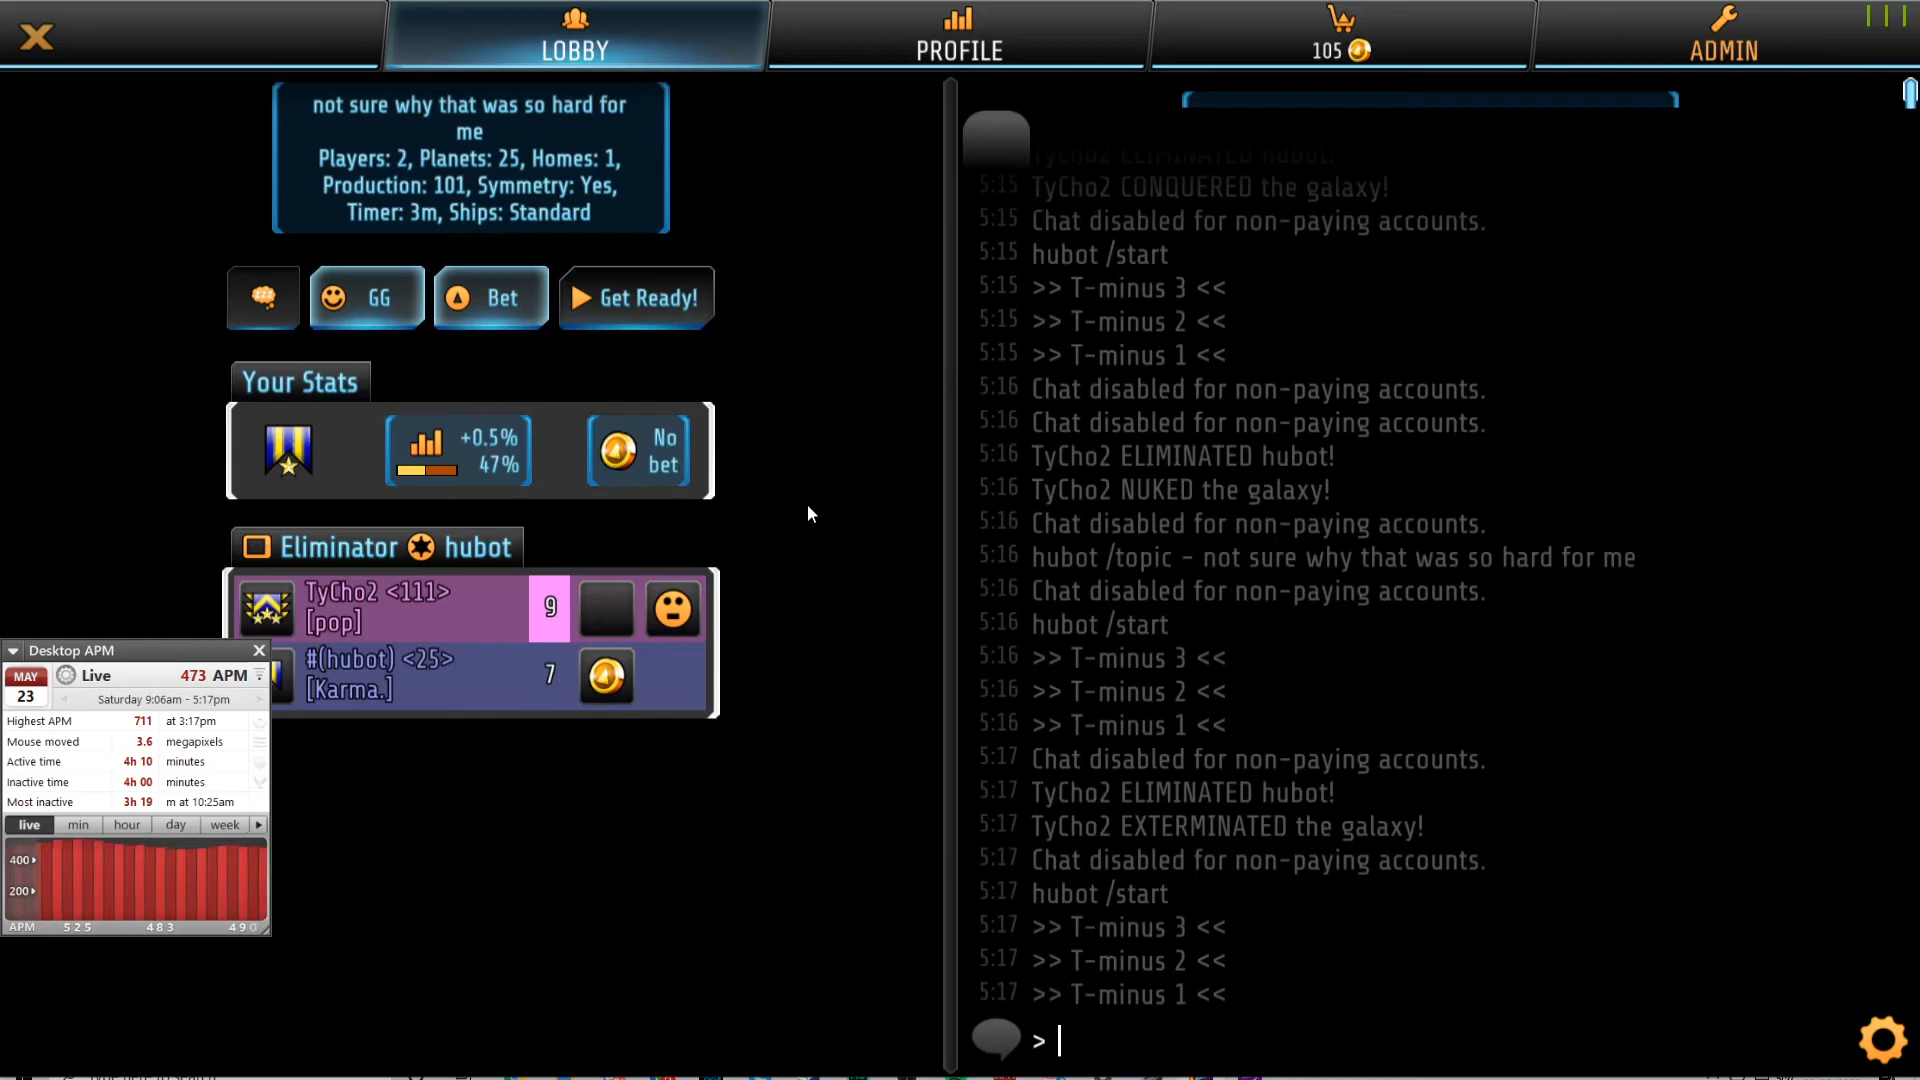 LOBBY
PROFILE
105
ADMIN
not sure why that was so hard for
me
Players: 2, Planets: 25, Homes: 1,
Production: 101, Symmetry: Yes,
Timer: 3m, Ships: Standard
GG
Bet
Get Ready!
Your Stats
+0.5%
47%
No
bet
Eliminator hubot
TyCho2 <111>
[pop]
9
#(hubot) <25>
[Karma.]
7
Desktop APM
MAY
23
Live 473 APM
Saturday 9:06am - 5:17pm
Highest APM 711 at 3:17pm
Mouse moved 3.6 megapixels
Active time 4h 10 minutes
Inactive time 4h 00 minutes
Most inactive 3h 19 m at 10:25am
live min hour day week
400
200
APM 525 483 490
TyCho2 ELIMINATED hubot!
5:15 TyCho2 CONQUERED the galaxy!
5:15 Chat disabled for non-paying accounts.
5:15 hubot /start
5:15 >> T-minus 3 <<
5:15 >> T-minus 2 <<
5:15 >> T-minus 1 <<
5:16 Chat disabled for non-paying accounts.
5:16 Chat disabled for non-paying accounts.
5:16 TyCho2 ELIMINATED hubot!
5:16 TyCho2 NUKED the galaxy!
5:16 Chat disabled for non-paying accounts.
5:16 hubot /topic - not sure why that was so hard for me
5:16 Chat disabled for non-paying accounts.
5:16 hubot /start
5:16 >> T-minus 3 <<
5:16 >> T-minus 2 <<
5:16 >> T-minus 1 <<
5:17 Chat disabled for non-paying accounts.
5:17 TyCho2 ELIMINATED hubot!
5:17 TyCho2 EXTERMINATED the galaxy!
5:17 Chat disabled for non-paying accounts.
5:17 hubot /start
5:17 >> T-minus 3 <<
5:17 >> T-minus 2 <<
5:17 >> T-minus 1 <<
>